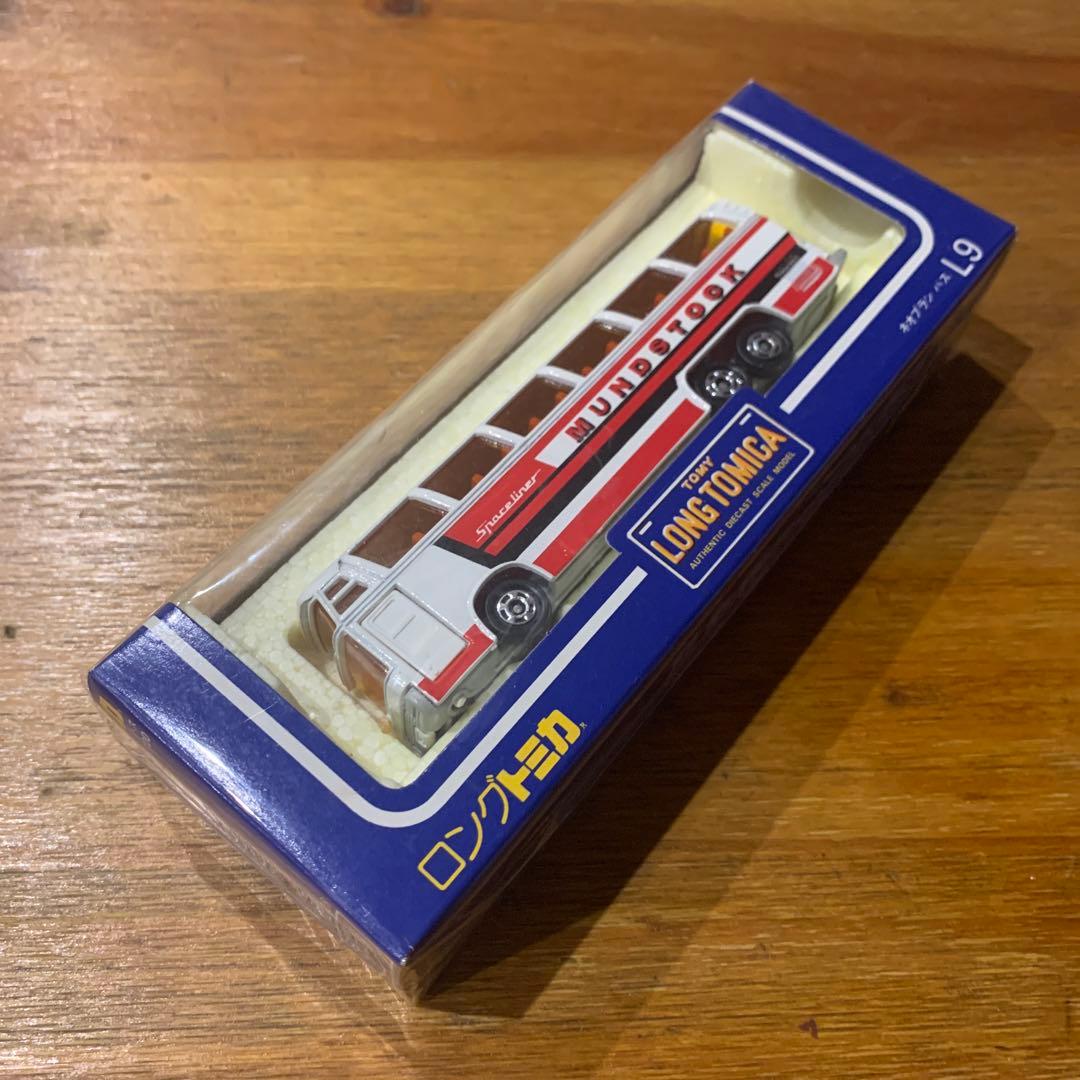 MUNDSTOCK
Spaceliner
L9
ネオプラン バス
TOMY
LONG TOMICA
AUTHENTIC DIECAST SCALE MODEL
ロングトミカ